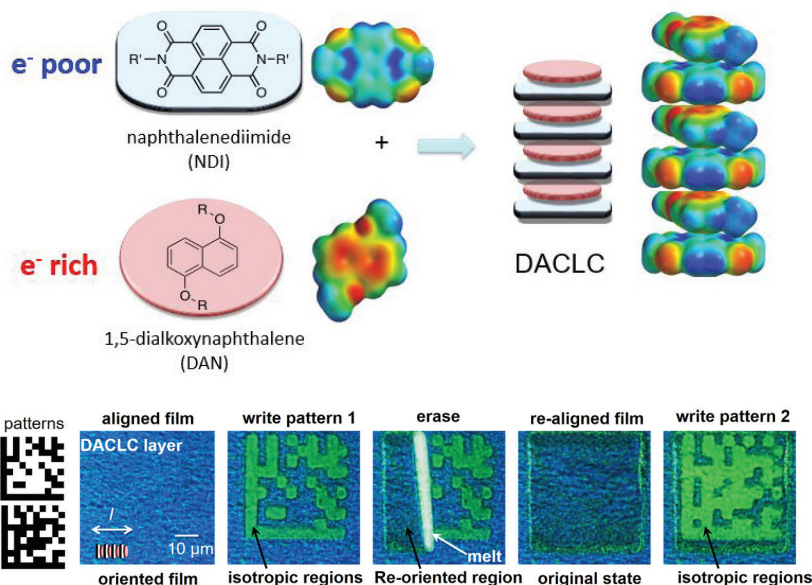 e⁻ poor
R'
N
O
O
O
O
N
R'
naphthalenediimide
(NDI)
+
e⁻ rich
R
O
O
R
1,5-dialkoxynaphthalene
(DAN)
DACLC
patterns
aligned film
write pattern 1
erase
re-aligned film
write pattern 2
DACLC layer
l
10 µm
melt
oriented film
isotropic regions
Re-oriented region
original state
isotropic regions